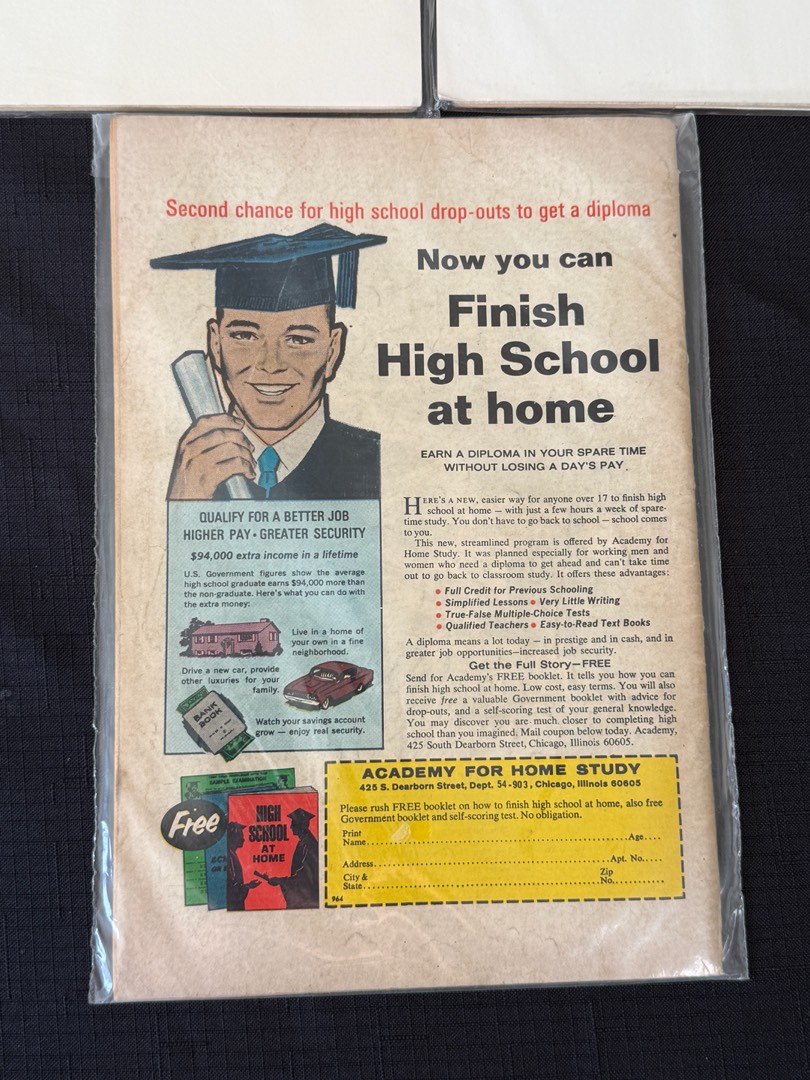 Second chance for high school drop-outs to get a diploma
Now you can
Finish
High School
at home
EARN A DIPLOMA IN YOUR SPARE TIME
WITHOUT LOSING A DAY'S PAY.
QUALIFY FOR A BETTER JOB
HIGHER PAY • GREATER SECURITY
$94,000 extra income in a lifetime
U.S. Government figures show the average
high school graduate earns $94,000 more than
the non-graduate. Here's what you can do with
the extra money:
Live in a home of
your own in a fine
neighborhood.
Drive a new car, provide
other luxuries for your
family.
BANK
BOOK
Watch your savings account
grow — enjoy real security.
HERE'S A NEW, easier way for anyone over 17 to finish high
school at home — with just a few hours a week of spare-
time study. You don't have to go back to school — school comes
to you.
This new, streamlined program is offered by Academy for
Home Study. It was planned especially for working men and
women who need a diploma to get ahead and can't take time
out to go back to classroom study. It offers these advantages:
• Full Credit for Previous Schooling
• Simplified Lessons • Very Little Writing
• True-False Multiple-Choice Tests
• Qualified Teachers • Easy-to-Read Text Books
A diploma means a lot today — in prestige and in cash, and in
greater job opportunities—increased job security.
Get the Full Story—FREE
Send for Academy's FREE booklet. It tells you how you can
finish high school at home. Low cost, easy terms. You will also
receive free a valuable Government booklet with advice for
drop-outs, and a self-scoring test of your general knowledge.
You may discover you are much closer to completing high
school than you imagined. Mail coupon below today. Academy,
425 South Dearborn Street, Chicago, Illinois 60605.
Free
SAMPLE EXAMINATION
HIGH
SCHOOL
AT
HOME
ACADEMY FOR HOME STUDY
425 S. Dearborn Street, Dept. 54-903, Chicago, Illinois 60605
Please rush FREE booklet on how to finish high school at home, also free
Government booklet and self-scoring test. No obligation.
Print
Name Age
Address Apt. No.
City & Zip
State No.
964